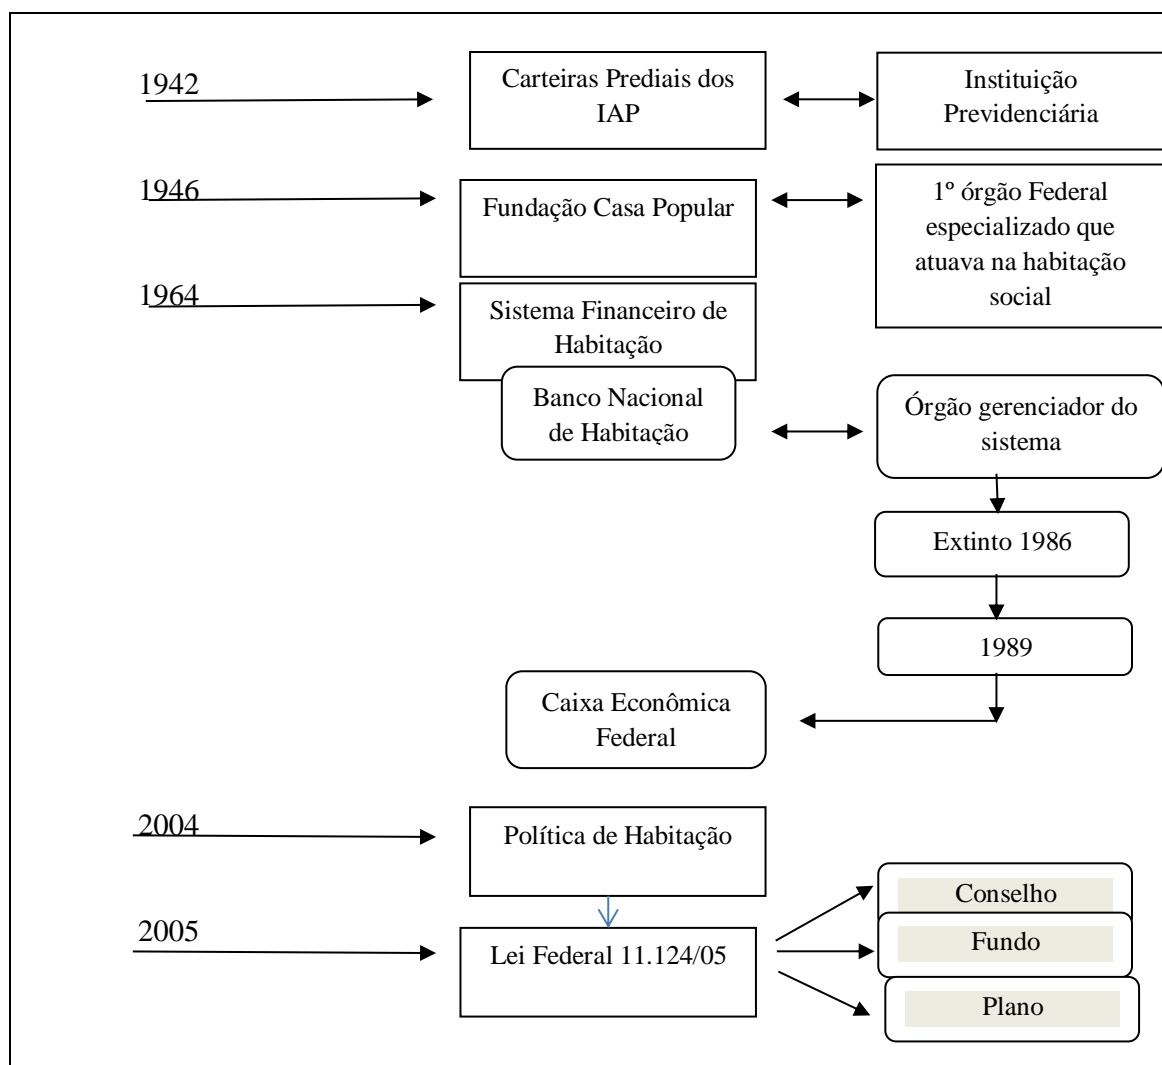 1942
Carteiras Prediais dos
IAP
Instituição
Previdenciária
1946
Fundação Casa Popular
1º órgão Federal
especializado que
atuava na habitação
social
1964
Sistema Financeiro de
Habitação
Banco Nacional
de Habitação
Órgão gerenciador do
sistema
Extinto 1986
1989
Caixa Econômica
Federal
2004
Política de Habitação
2005
Lei Federal 11.124/05
Conselho
Fundo
Plano